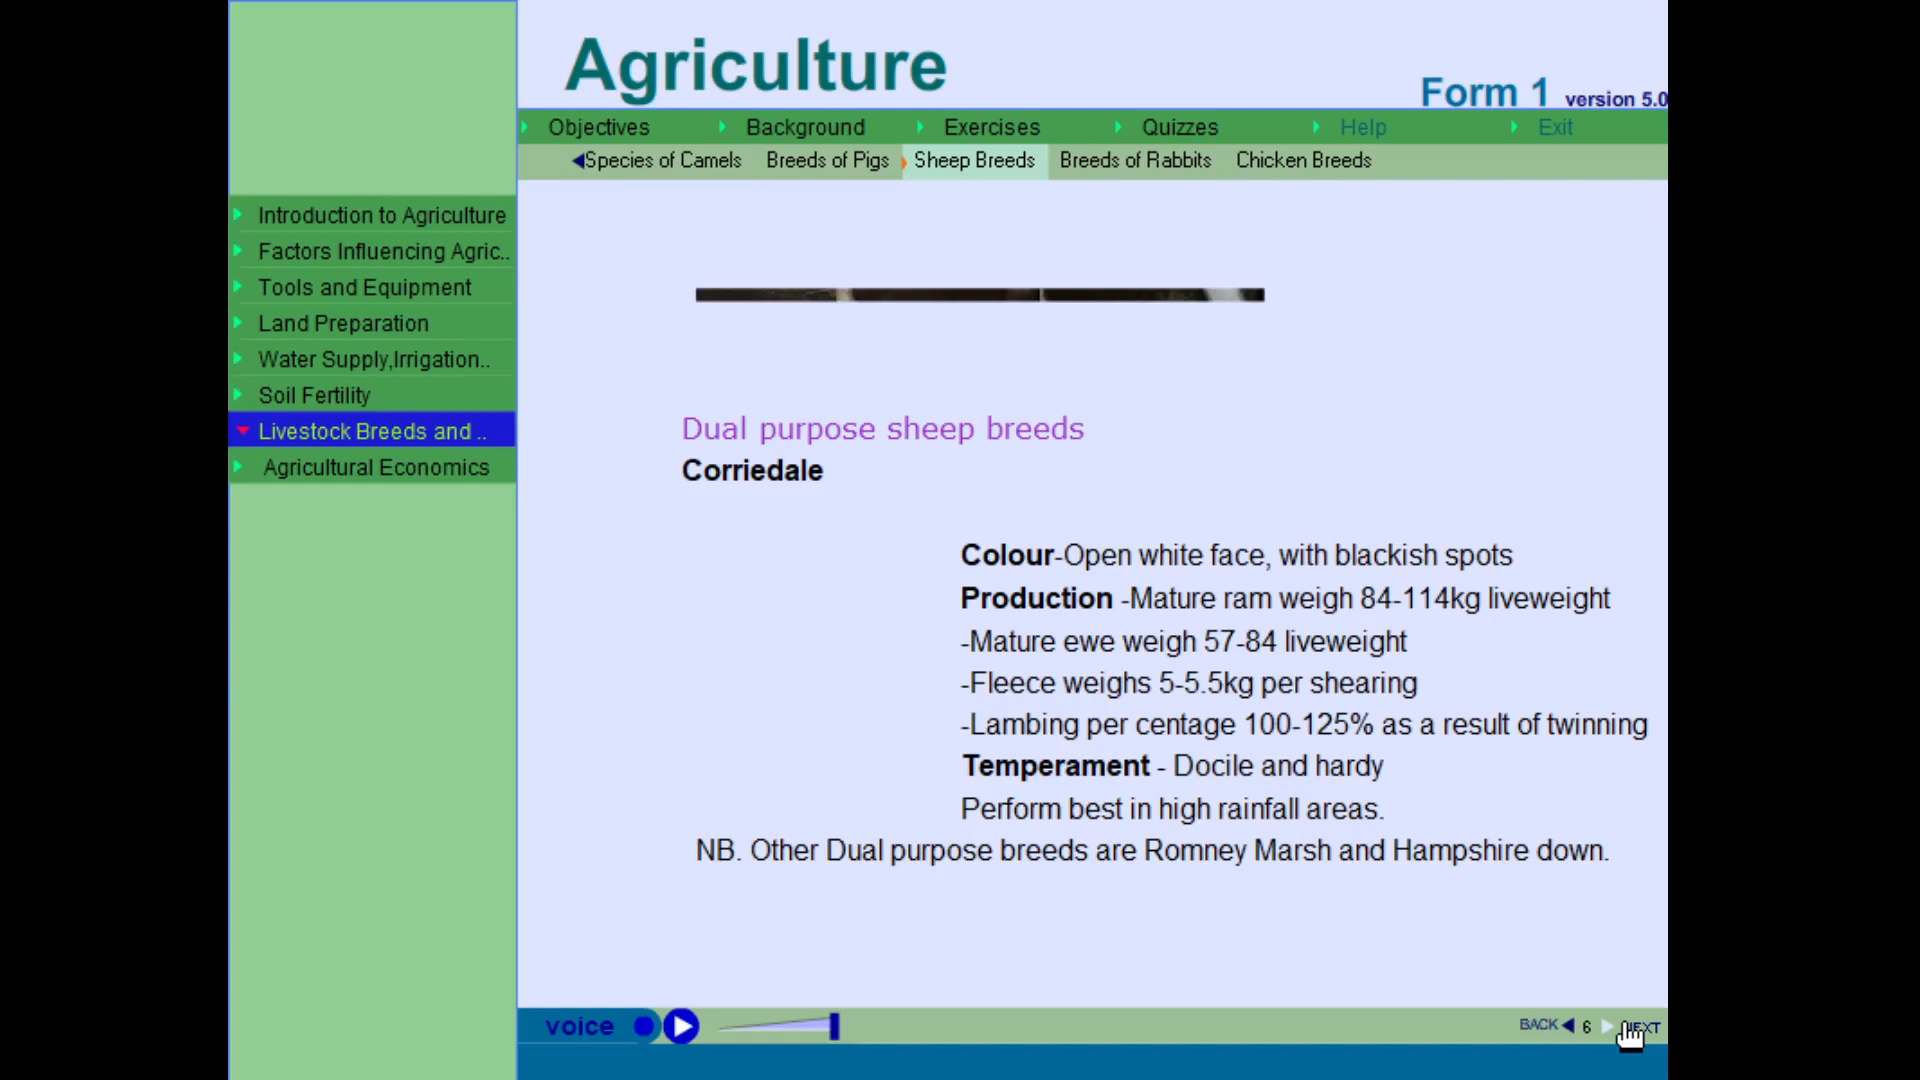 Agriculture
Form 1 version 5.0
Objectives Background Exercises Quizzes Help Exit
Species of Camels Breeds of Pigs Sheep Breeds Breeds of Rabbits Chicken Breeds
Introduction to Agriculture
Factors Influencing Agric..
Tools and Equipment
Land Preparation
Water Supply,Irrigation..
Soil Fertility
Livestock Breeds and ..
Agricultural Economics
Dual purpose sheep breeds
Corriedale
Colour-Open white face, with blackish spots
Production -Mature ram weigh 84-114kg liveweight
-Mature ewe weigh 57-84 liveweight
-Fleece weighs 5-5.5kg per shearing
-Lambing per centage 100-125% as a result of twinning
Temperament - Docile and hardy
Perform best in high rainfall areas.
NB. Other Dual purpose breeds are Romney Marsh and Hampshire down.
voice
BACK 6 NEXT